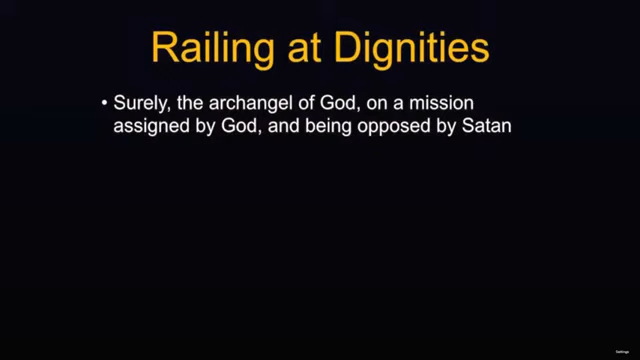 Railing at Dignities
• Surely, the archangel of God, on a mission
assigned by God, and being opposed by Satan